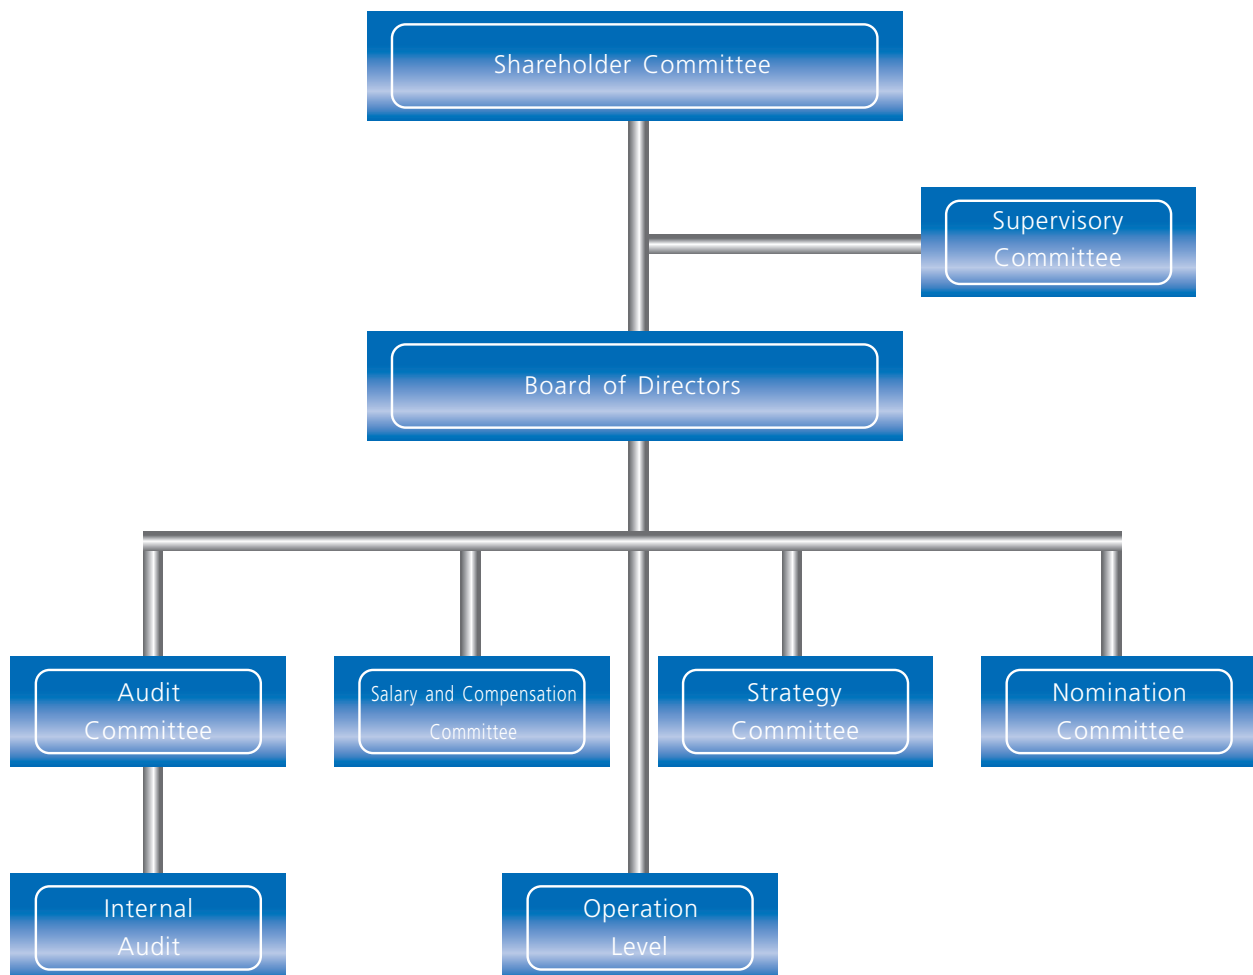 Shareholder Committee
Supervisory
Committee
Board of Directors
Audit
Committee
Salary and Compensation
Committee
Strategy
Committee
Nomination
Committee
Internal
Audit
Operation
Level